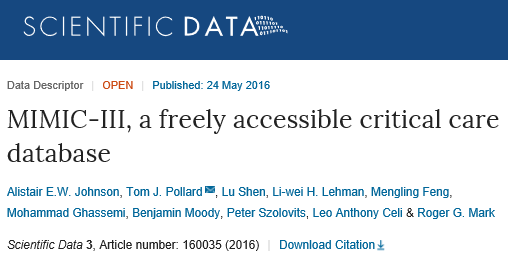 SCIENTIFIC DATA
Data Descriptor | OPEN | Published: 24 May 2016
MIMIC-III, a freely accessible critical care
database
Alistair E.W. Johnson, Tom J. Pollard, Lu Shen, Li-wei H. Lehman, Mengling Feng,
Mohammad Ghassemi, Benjamin Moody, Peter Szolovits, Leo Anthony Celi & Roger G. Mark
Scientific Data 3, Article number: 160035 (2016) | Download Citation